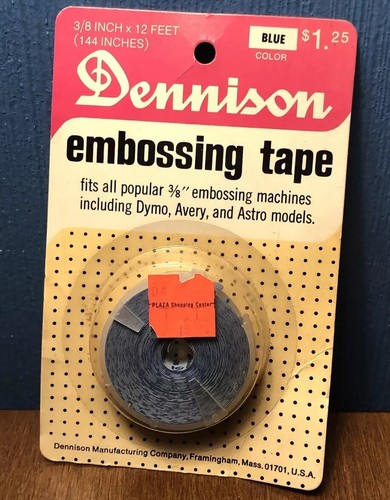 3/8 INCH x 12 FEET
(144 INCHES)
BLUE
COLOR
$1.25
Dennison
embossing tape
fits all popular 3/8" embossing machines
including Dymo, Avery, and Astro models.
PLAZA Shopping Center
Dennison Manufacturing Company, Framingham, Mass. 01701, U.S.A.